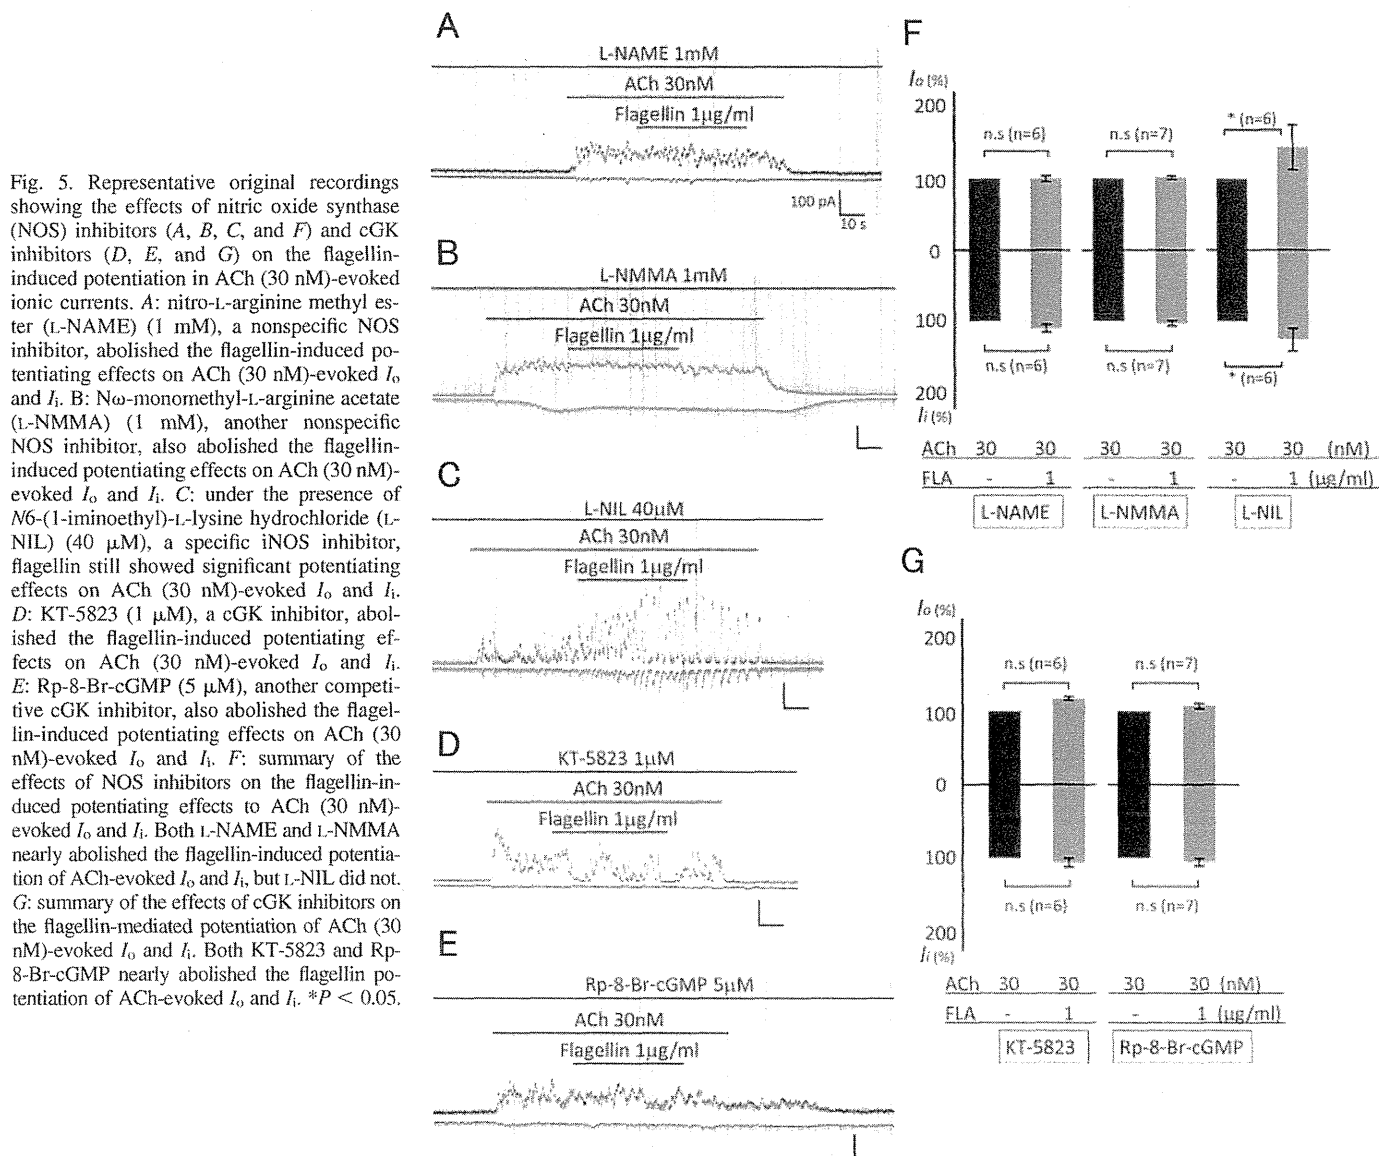 Fig. 5. Representative original recordings
showing the effects of nitric oxide synthase
(NOS) inhibitors (A, B, C, and F) and cGK
inhibitors (D, E, and G) on the flagellin-
induced potentiation in ACh (30 nM)-evoked
ionic currents. A: nitro-L-arginine methyl es-
ter (L-NAME) (1 mM), a nonspecific NOS
inhibitor, abolished the flagellin-induced po-
tentiating effects on ACh (30 nM)-evoked Io
and Ii. B: Nω-monomethyl-L-arginine acetate
(L-NMMA) (1 mM), another nonspecific
NOS inhibitor, also abolished the flagellin-
induced potentiating effects on ACh (30 nM)-
evoked Io and Ii. C: under the presence of
N6-(1-iminoethyl)-L-lysine hydrochloride (L-
NIL) (40 μM), a specific iNOS inhibitor,
flagellin still showed significant potentiating
effects on ACh (30 nM)-evoked Io and Ii.
D: KT-5823 (1 μM), a cGK inhibitor, abol-
ished the flagellin-induced potentiating ef-
fects on ACh (30 nM)-evoked Io and Ii.
E: Rp-8-Br-cGMP (5 μM), another competi-
tive cGK inhibitor, also abolished the flagel-
lin-induced potentiating effects on ACh (30
nM)-evoked Io and Ii. F: summary of the
effects of NOS inhibitors on the flagellin-in-
duced potentiating effects to ACh (30 nM)-
evoked Io and Ii. Both L-NAME and L-NMMA
nearly abolished the flagellin-induced potentia-
tion of ACh-evoked Io and Ii, but L-NIL did not.
G: summary of the effects of cGK inhibitors on
the flagellin-mediated potentiation of ACh (30
nM)-evoked Io and Ii. Both KT-5823 and Rp-
8-Br-cGMP nearly abolished the flagellin po-
tentiation of ACh-evoked Io and Ii. *P < 0.05.
A
L-NAME 1mM
ACh 30nM
Flagellin 1μg/ml
100 pA
10 s
B
L-NMMA 1mM
ACh 30nM
Flagellin 1μg/ml
C
L-NIL 40μM
ACh 30nM
Flagellin 1μg/ml
D
KT-5823 1μM
ACh 30nM
Flagellin 1μg/ml
E
Rp-8-Br-cGMP 5μM
ACh 30nM
Flagellin 1μg/ml
F
Io (%)
200
n.s (n=6) n.s (n=7) * (n=6)
100
0
100
n.s (n=6) n.s (n=7) * (n=6)
200
Ii (%)
ACh 30 30 30 30 30 30 (nM)
FLA - 1 - 1 - 1 (μg/ml)
L-NAME L-NMMA L-NIL
G
Io (%)
200
n.s (n=6) n.s (n=7)
100
0
100
n.s (n=6) n.s (n=7)
200
Ii (%)
ACh 30 30 30 30 (nM)
FLA - 1 - 1 (μg/ml)
KT-5823 Rp-8-Br-cGMP